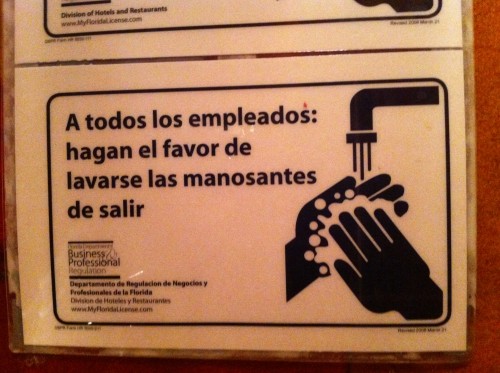 Division of Hotels and Restaurants
www.MyFloridaLicense.com
A todos los empleados:
hagan el favor de
lavarse las manosantes
de salir
Business
Professional
Regulation
Departamento de Regulacion de Negocios y
Profesionales de la Florida
Division de Hoteles y Restaurantes
www.MyFloridaLicense.com